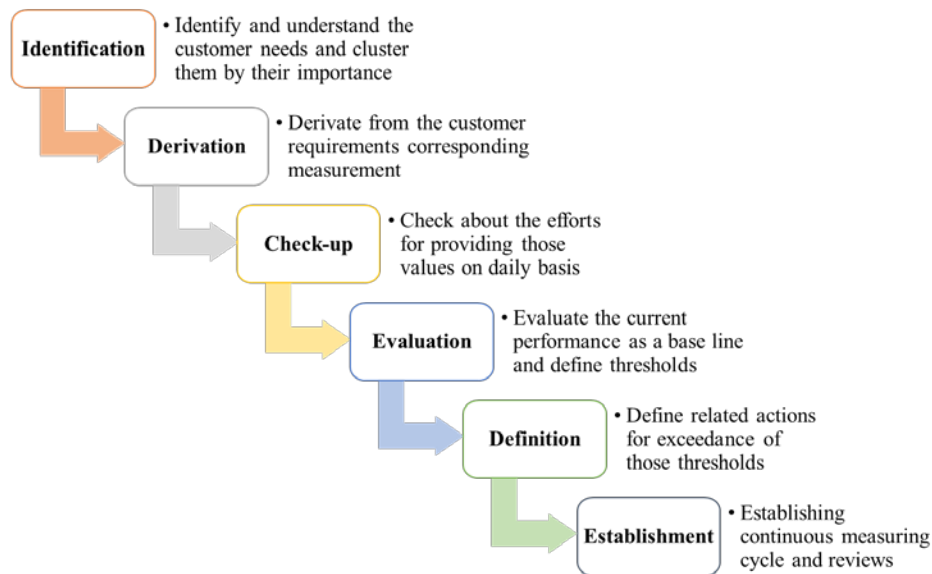 Identification
• Identify and understand the
customer needs and cluster
them by their importance
Derivation
• Derivate from the customer
requirements corresponding
measurement
Check-up
• Check about the efforts
for providing those
values on daily basis
Evaluation
• Evaluate the current
performance as a base line
and define thresholds
Definition
• Define related actions
for exceedance of
those thresholds
Establishment
• Establishing
continuous measuring
cycle and reviews